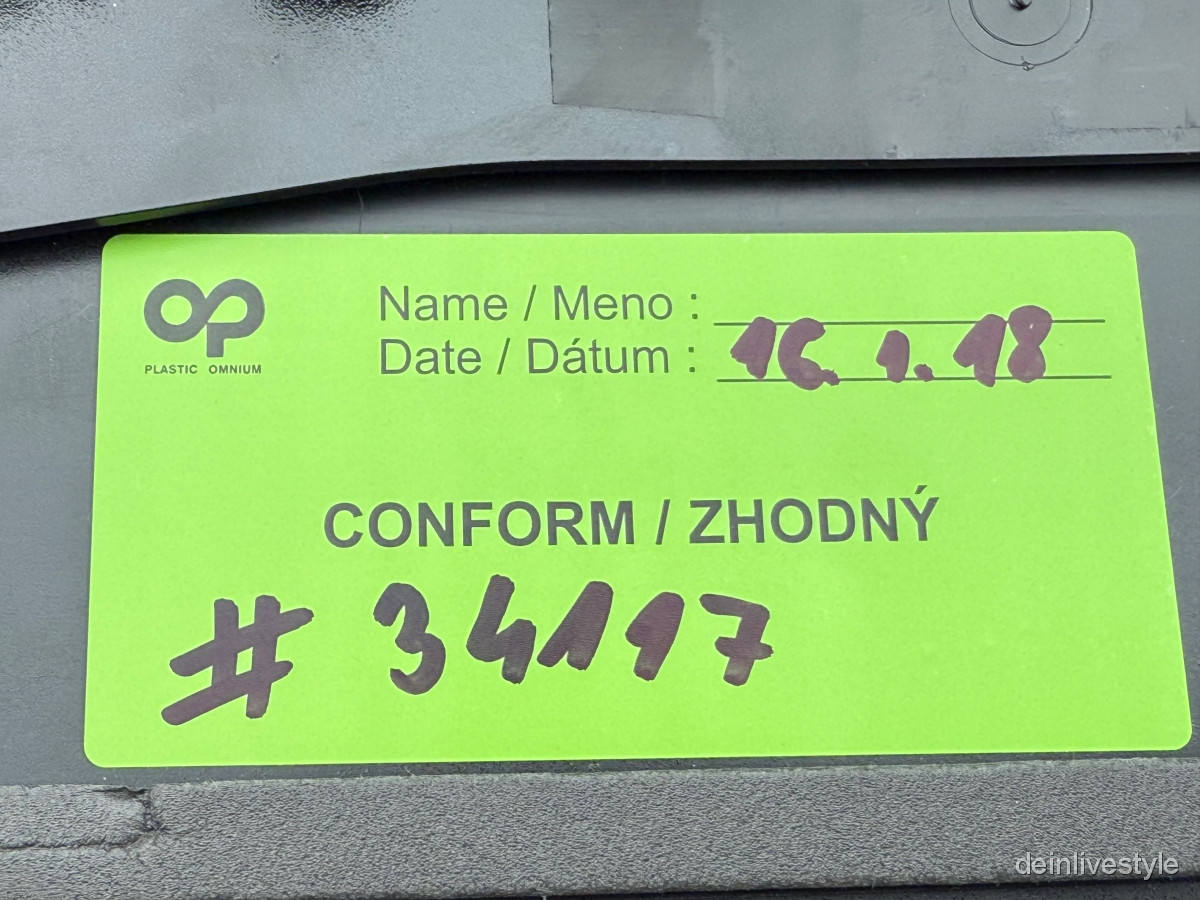 OP
PLASTIC OMNIUM
Name / Meno :
Date / Dátum : 16. 1. 18
CONFORM / ZHODNÝ
# 34117
deinlivestyle